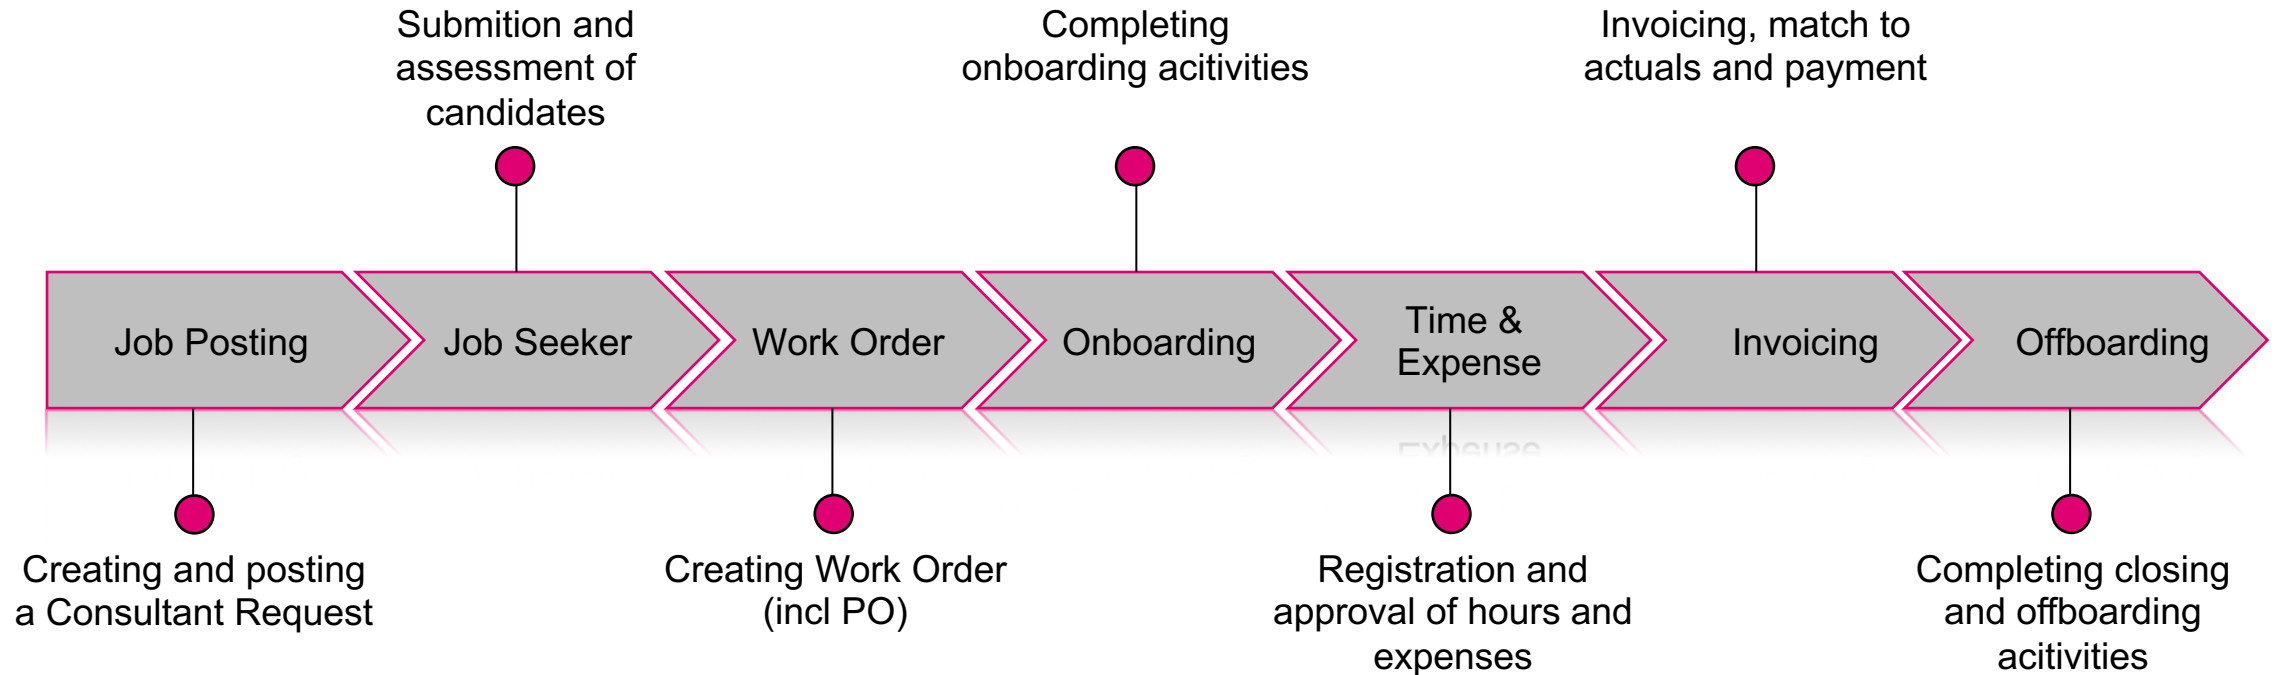 Submition and
assessment of
candidates
Completing
onboarding acitivities
Invoicing, match to
actuals and payment
Job Posting
Job Seeker
Work Order
Onboarding
Time &
Expense
Invoicing
Offboarding
Creating and posting
a Consultant Request
Creating Work Order
(incl PO)
Registration and
approval of hours and
expenses
Completing closing
and offboarding
acitivities